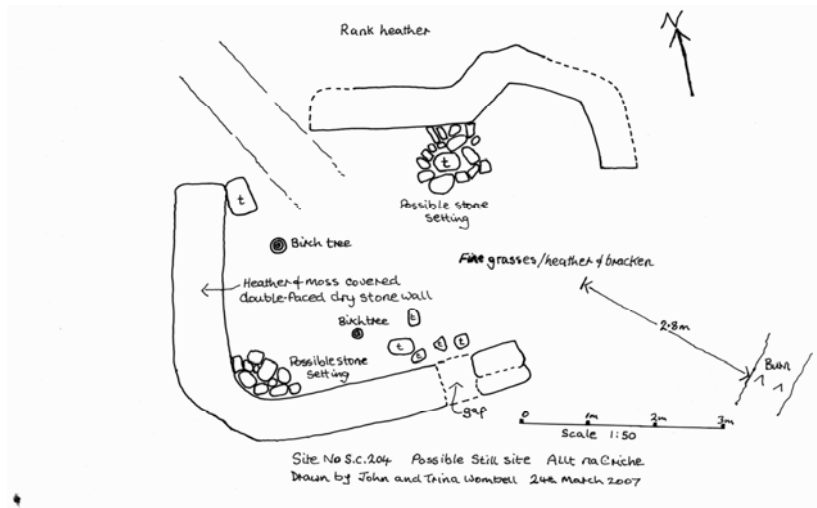 Rank heather
N
t
Possible stone
setting
t
Birch tree
Fine grasses/heather & bracken
Heather & moss covered
double-faced dry stone wall
2.8m
Birch tree
t
t
t
t
t
Possible stone
setting
Burn
gap
0 1m 2m 3m
Scale 1:50
Site No S.C.204 Possible Still site Allt na Criche
Drawn by John and Trina Wombell 24th March 2007